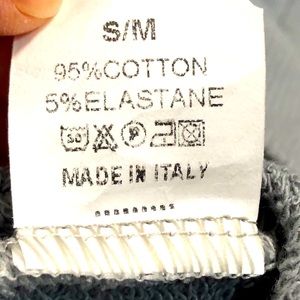 S/M
95%COTTON
5%ELASTANE
MADE IN ITALY